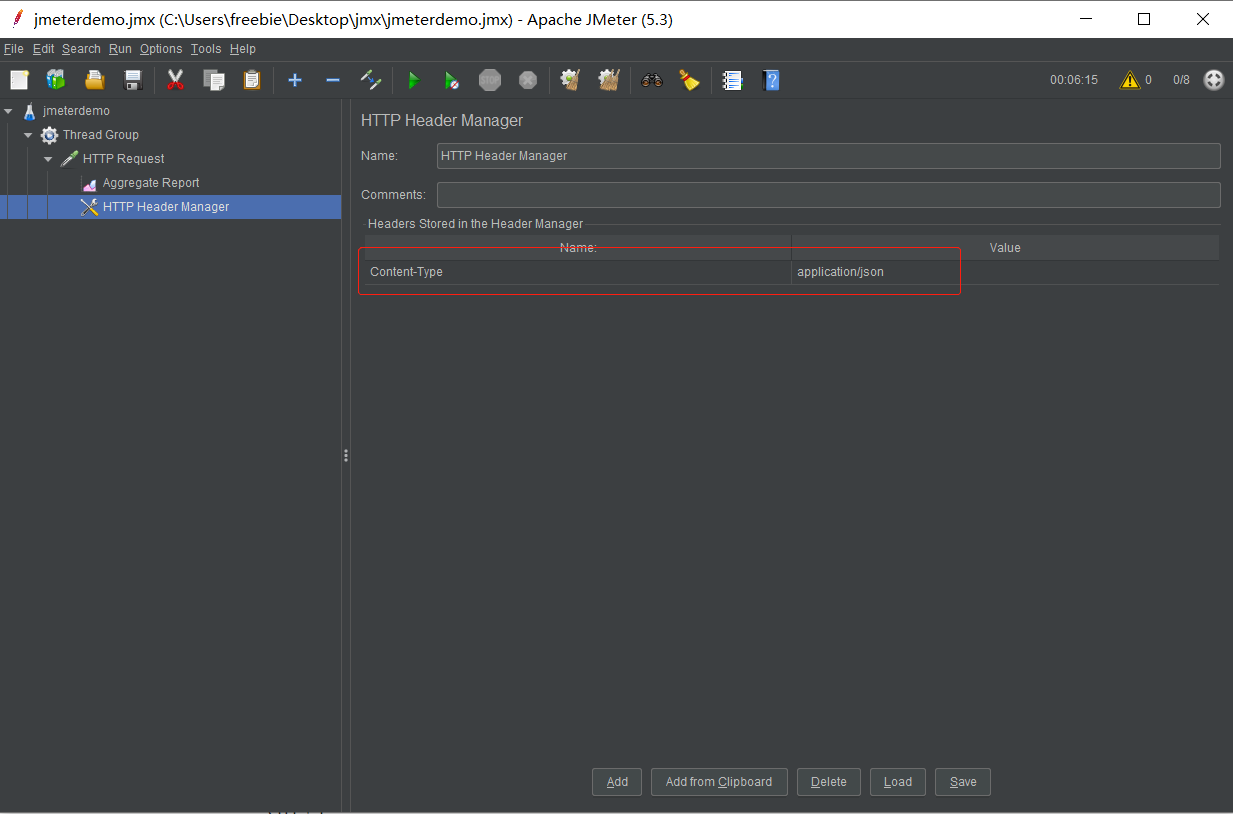 jmeterdemo.jmx (C:\Users\freebie\Desktop\jmx\jmeterdemo.jmx) - Apache JMeter (5.3)
File Edit Search Run Options Tools Help
STOP 00:06:15 0 0/8
jmeterdemo
Thread Group
HTTP Request
Aggregate Report
HTTP Header Manager
HTTP Header Manager
Name: HTTP Header Manager
Comments:
Headers Stored in the Header Manager
Name: Value
Content-Type application/json
Add Add from Clipboard Delete Load Save